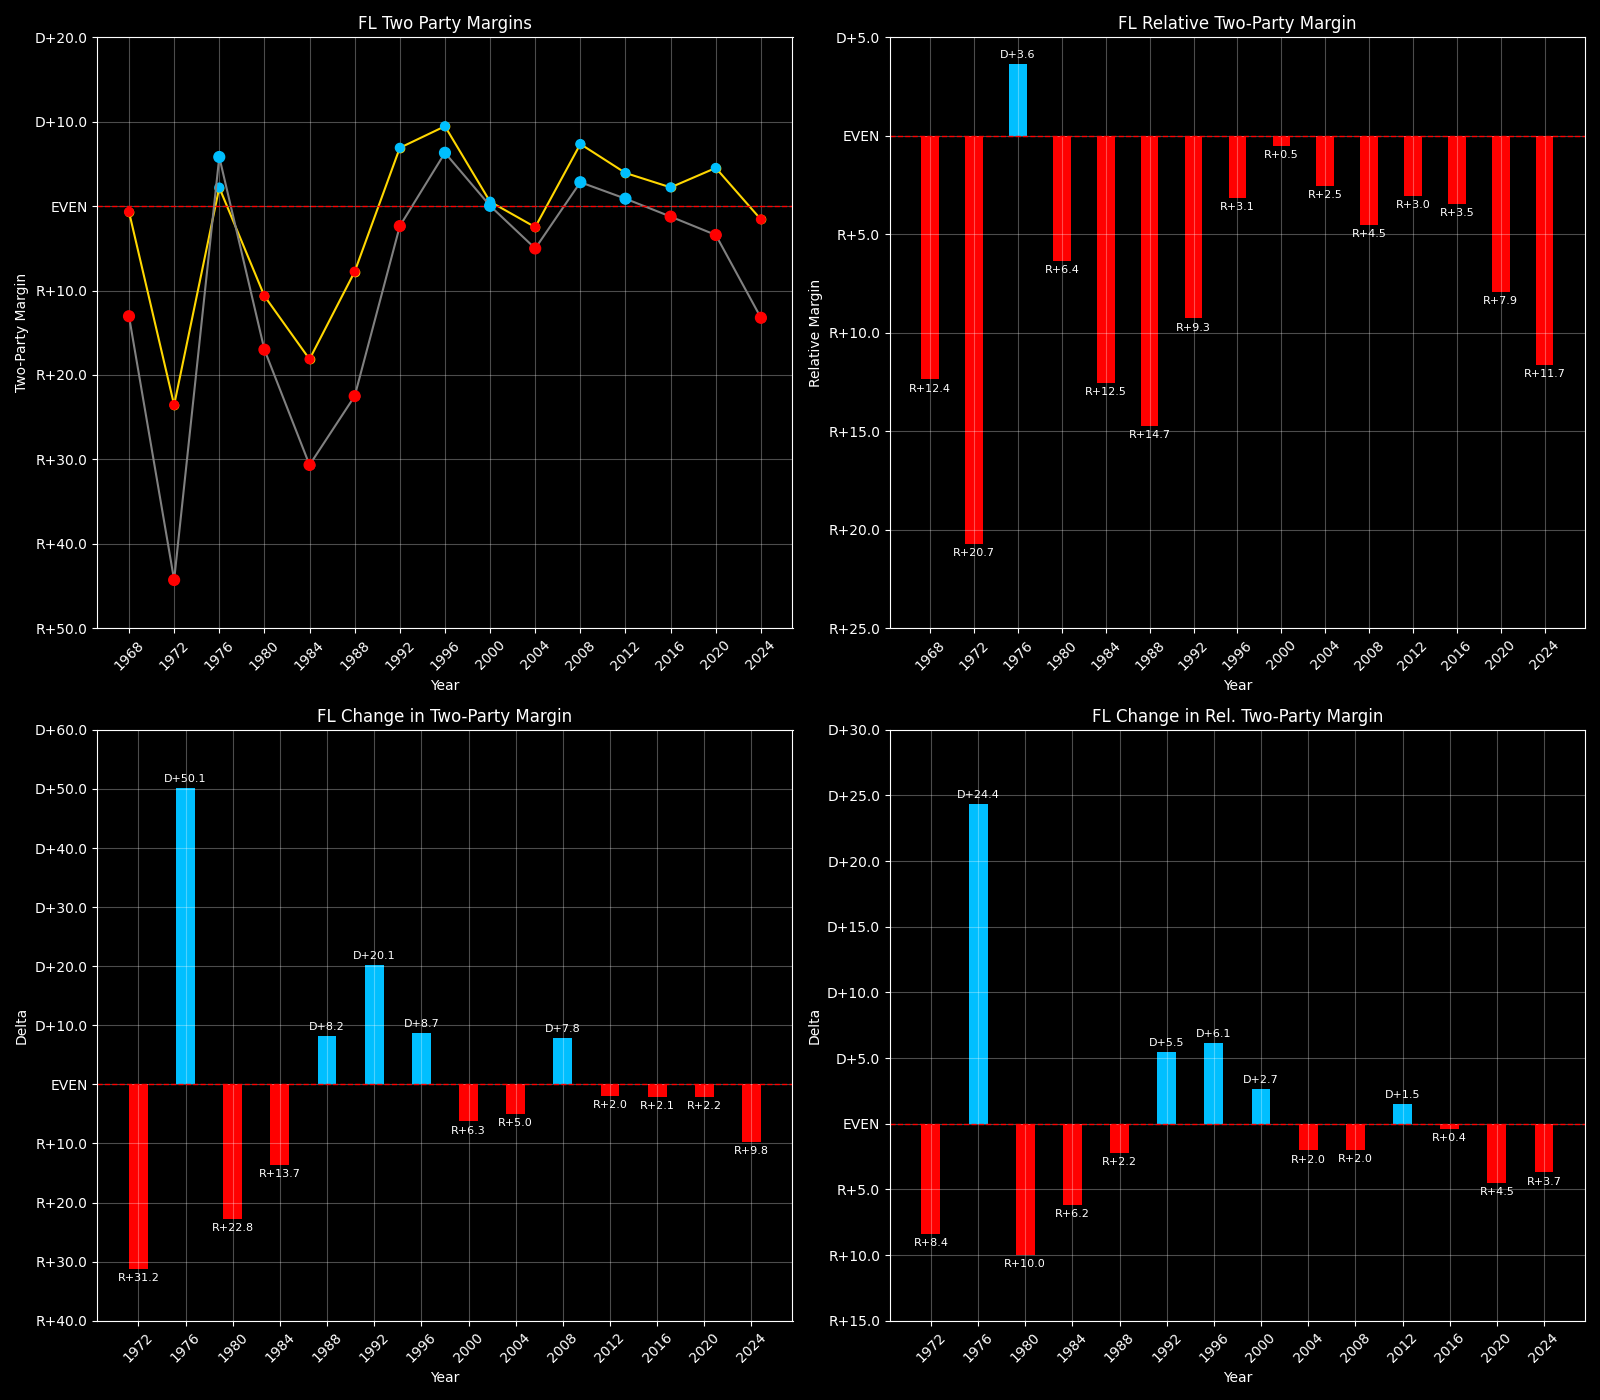 FL Two Party Margins
D+20.0
D+10.0
EVEN
R+10.0
R+20.0
R+30.0
R+40.0
R+50.0
Two-Party Margin
1968 1972 1976 1980 1984 1988 1992 1996 2000 2004 2008 2012 2016 2020 2024
Year
FL Relative Two-Party Margin
D+5.0
EVEN
R+5.0
R+10.0
R+15.0
R+20.0
R+25.0
Relative Margin
R+12.4
R+20.7
D+3.6
R+6.4
R+12.5
R+14.7
R+9.3
R+3.1
R+0.5
R+2.5
R+4.5
R+3.0
R+3.5
R+7.9
R+11.7
1968 1972 1976 1980 1984 1988 1992 1996 2000 2004 2008 2012 2016 2020 2024
Year
FL Change in Two-Party Margin
D+60.0
D+50.0
D+40.0
D+30.0
D+20.0
D+10.0
EVEN
R+10.0
R+20.0
R+30.0
R+40.0
Delta
R+31.2
D+50.1
R+22.8
R+13.7
D+8.2
D+20.1
D+8.7
R+6.3
R+5.0
D+7.8
R+2.0
R+2.1
R+2.2
R+9.8
1972 1976 1980 1984 1988 1992 1996 2000 2004 2008 2012 2016 2020 2024
Year
FL Change in Rel. Two-Party Margin
D+30.0
D+25.0
D+20.0
D+15.0
D+10.0
D+5.0
EVEN
R+5.0
R+10.0
R+15.0
Delta
R+8.4
D+24.4
R+10.0
R+6.2
R+2.2
D+5.5
D+6.1
D+2.7
R+2.0
R+2.0
D+1.5
R+0.4
R+4.5
R+3.7
1972 1976 1980 1984 1988 1992 1996 2000 2004 2008 2012 2016 2020 2024
Year